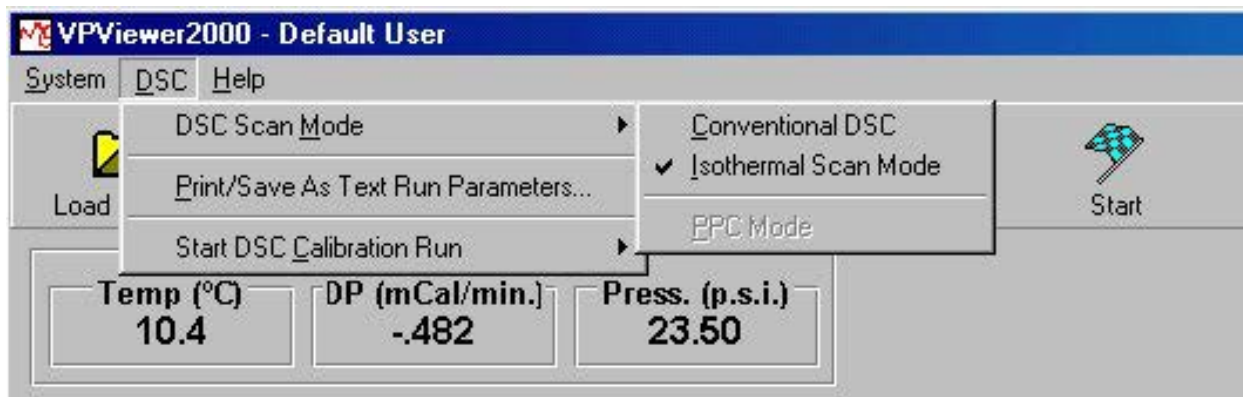 VPViewer2000 - Default User
System DSC Help
DSC Scan Mode
Print/Save As Text Run Parameters...
Start DSC Calibration Run
Conventional DSC
Isothermal Scan Mode
PPC Mode
Load
Start
Temp (ºC) DP (mCal/min.) Press. (p.s.i.)
10.4 -.482 23.50